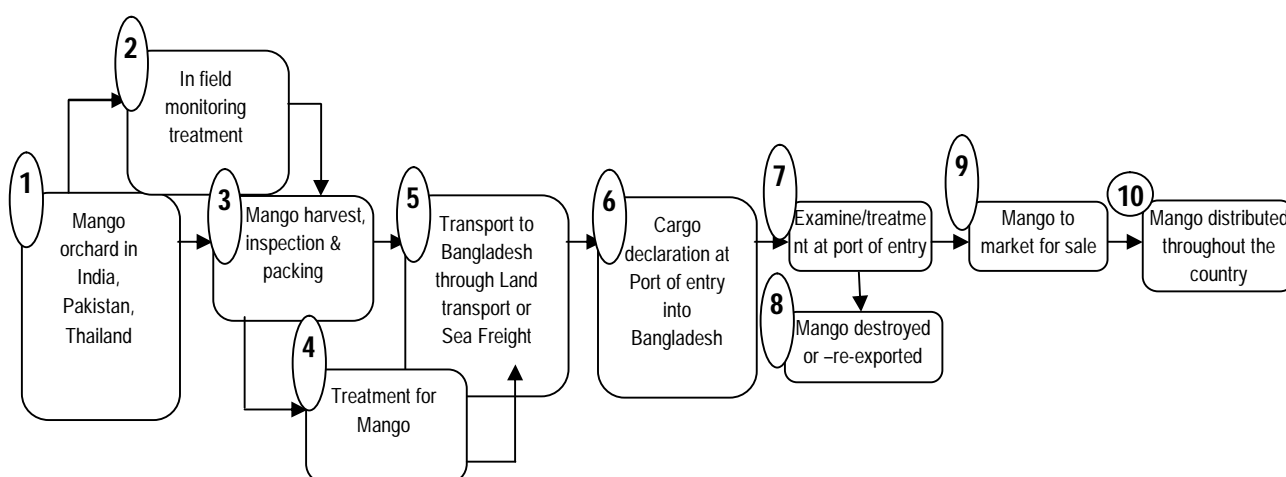 1
Mango
orchard in
India,
Pakistan,
Thailand
2
In field
monitoring
treatment
3
Mango harvest,
inspection &
packing
4
Treatment for
Mango
5
Transport to
Bangladesh
through Land
transport or
Sea Freight
6
Cargo
declaration at
Port of entry
into
Bangladesh
7
Examine/treatme
nt at port of entry
8
Mango destroyed
or –re-exported
9
Mango to
market for sale
10
Mango distributed
throughout the
country